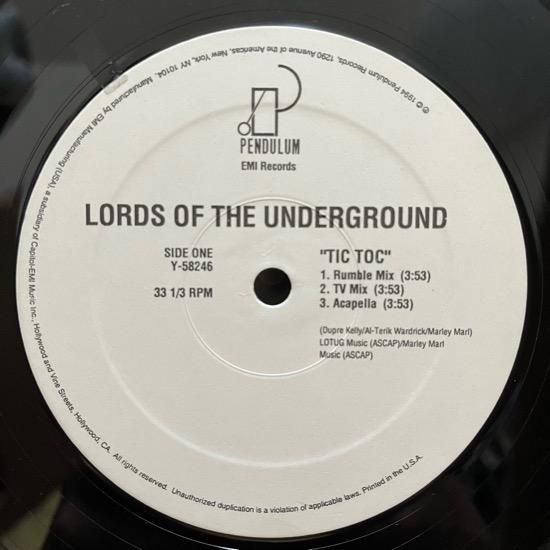 PENDULUM
EMI Records
LORDS OF THE UNDERGROUND
SIDE ONE
Y-58246
33 1/3 RPM
"TIC TOC"
1. Rumble Mix (3:53)
2. TV Mix (3:53)
3. Acapella (3:53)
(Dupre Kelly/Al-Terik Wardrick/Marley Marl)
LOTUG Music (ASCAP)/Marley Marl
Music (ASCAP)
℗ © 1994 Pendulum Records, 1290 Avenue of the Americas, New York, NY 10104. Manufactured by EMI Manufacturing (USA), a subsidiary of Capitol-EMI Music Inc., Hollywood and Vine Streets, Hollywood, CA. All rights reserved. Unauthorized duplication is a violation of applicable laws. Printed in the U.S.A.